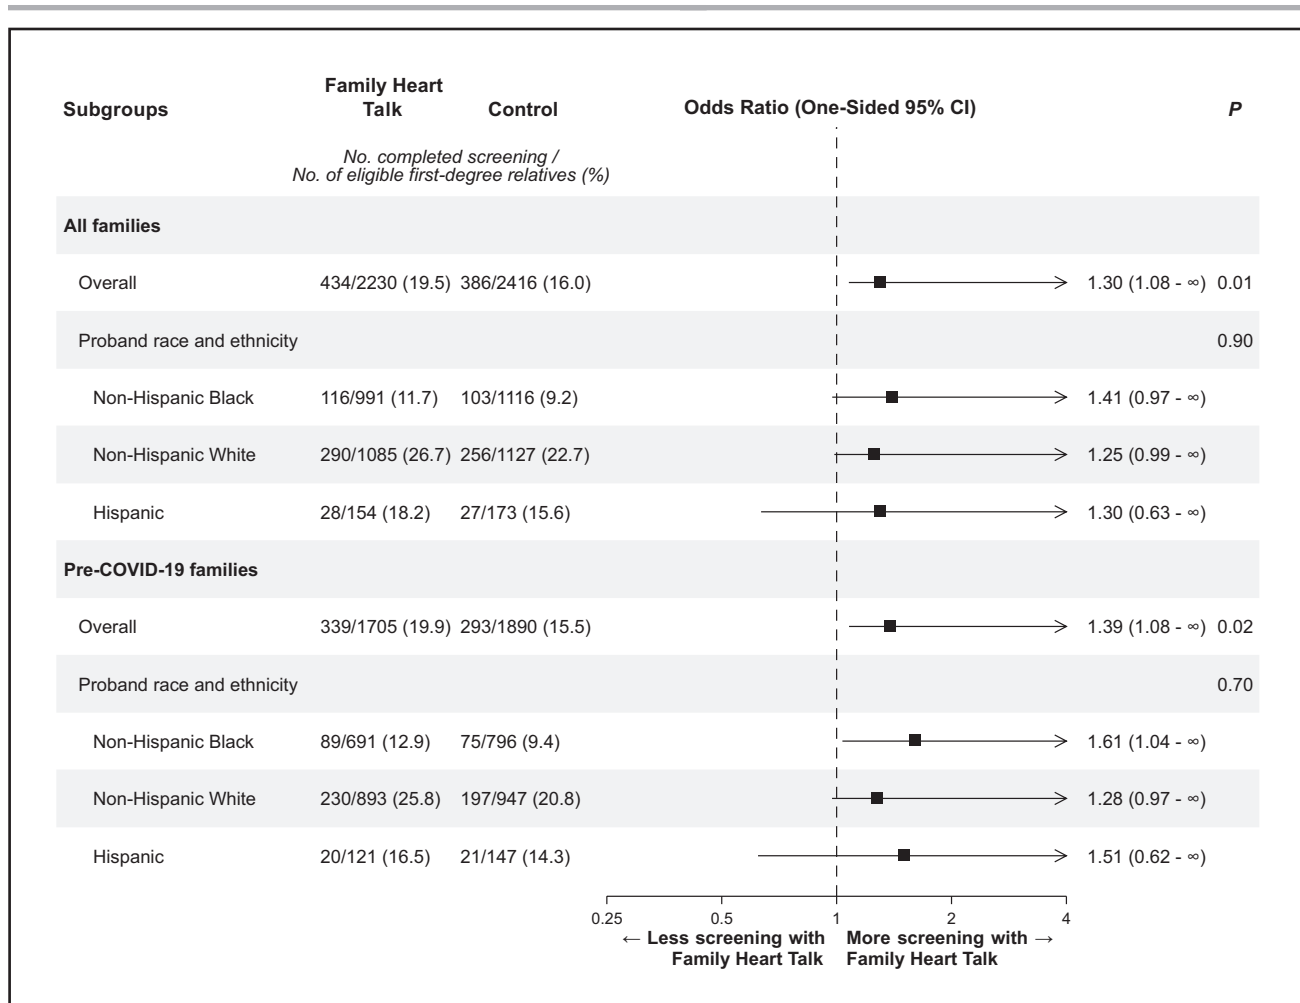 Subgroups Family Heart Talk Control Odds Ratio (One-Sided 95% CI) P
No. completed screening /
No. of eligible first-degree relatives (%)
All families
Overall 434/2230 (19.5) 386/2416 (16.0) 1.30 (1.08 - ∞) 0.01
Proband race and ethnicity 0.90
Non-Hispanic Black 116/991 (11.7) 103/1116 (9.2) 1.41 (0.97 - ∞)
Non-Hispanic White 290/1085 (26.7) 256/1127 (22.7) 1.25 (0.99 - ∞)
Hispanic 28/154 (18.2) 27/173 (15.6) 1.30 (0.63 - ∞)
Pre-COVID-19 families
Overall 339/1705 (19.9) 293/1890 (15.5) 1.39 (1.08 - ∞) 0.02
Proband race and ethnicity 0.70
Non-Hispanic Black 89/691 (12.9) 75/796 (9.4) 1.61 (1.04 - ∞)
Non-Hispanic White 230/893 (25.8) 197/947 (20.8) 1.28 (0.97 - ∞)
Hispanic 20/121 (16.5) 21/147 (14.3) 1.51 (0.62 - ∞)
0.25 0.5 1 2 4
← Less screening with More screening with →
Family Heart Talk Family Heart Talk